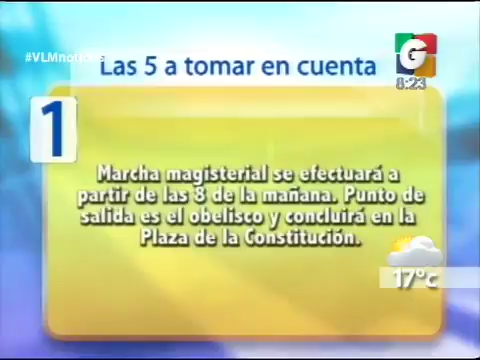 #VLMnoticias
Las 5 a tomar en cuenta
G
8:23
1
Marcha magisterial se efectuará a
partir de las 8 de la mañana. Punto de
salida es el obelisco y concluirá en la
Plaza de la Constitución.
17°C